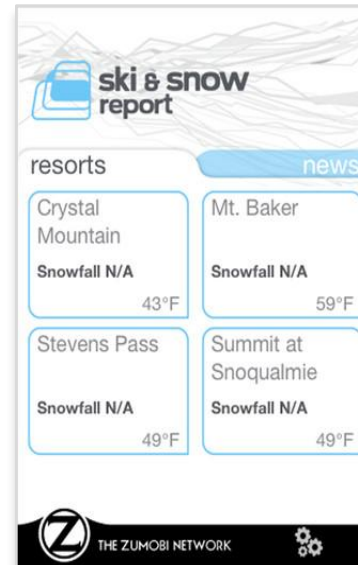 ski & snow
report
resorts
news
Crystal
Mountain
Snowfall N/A
43°F
Mt. Baker
Snowfall N/A
59°F
Stevens Pass
Snowfall N/A
49°F
Summit at
Snoqualmie
Snowfall N/A
49°F
Z THE ZUMOBI NETWORK